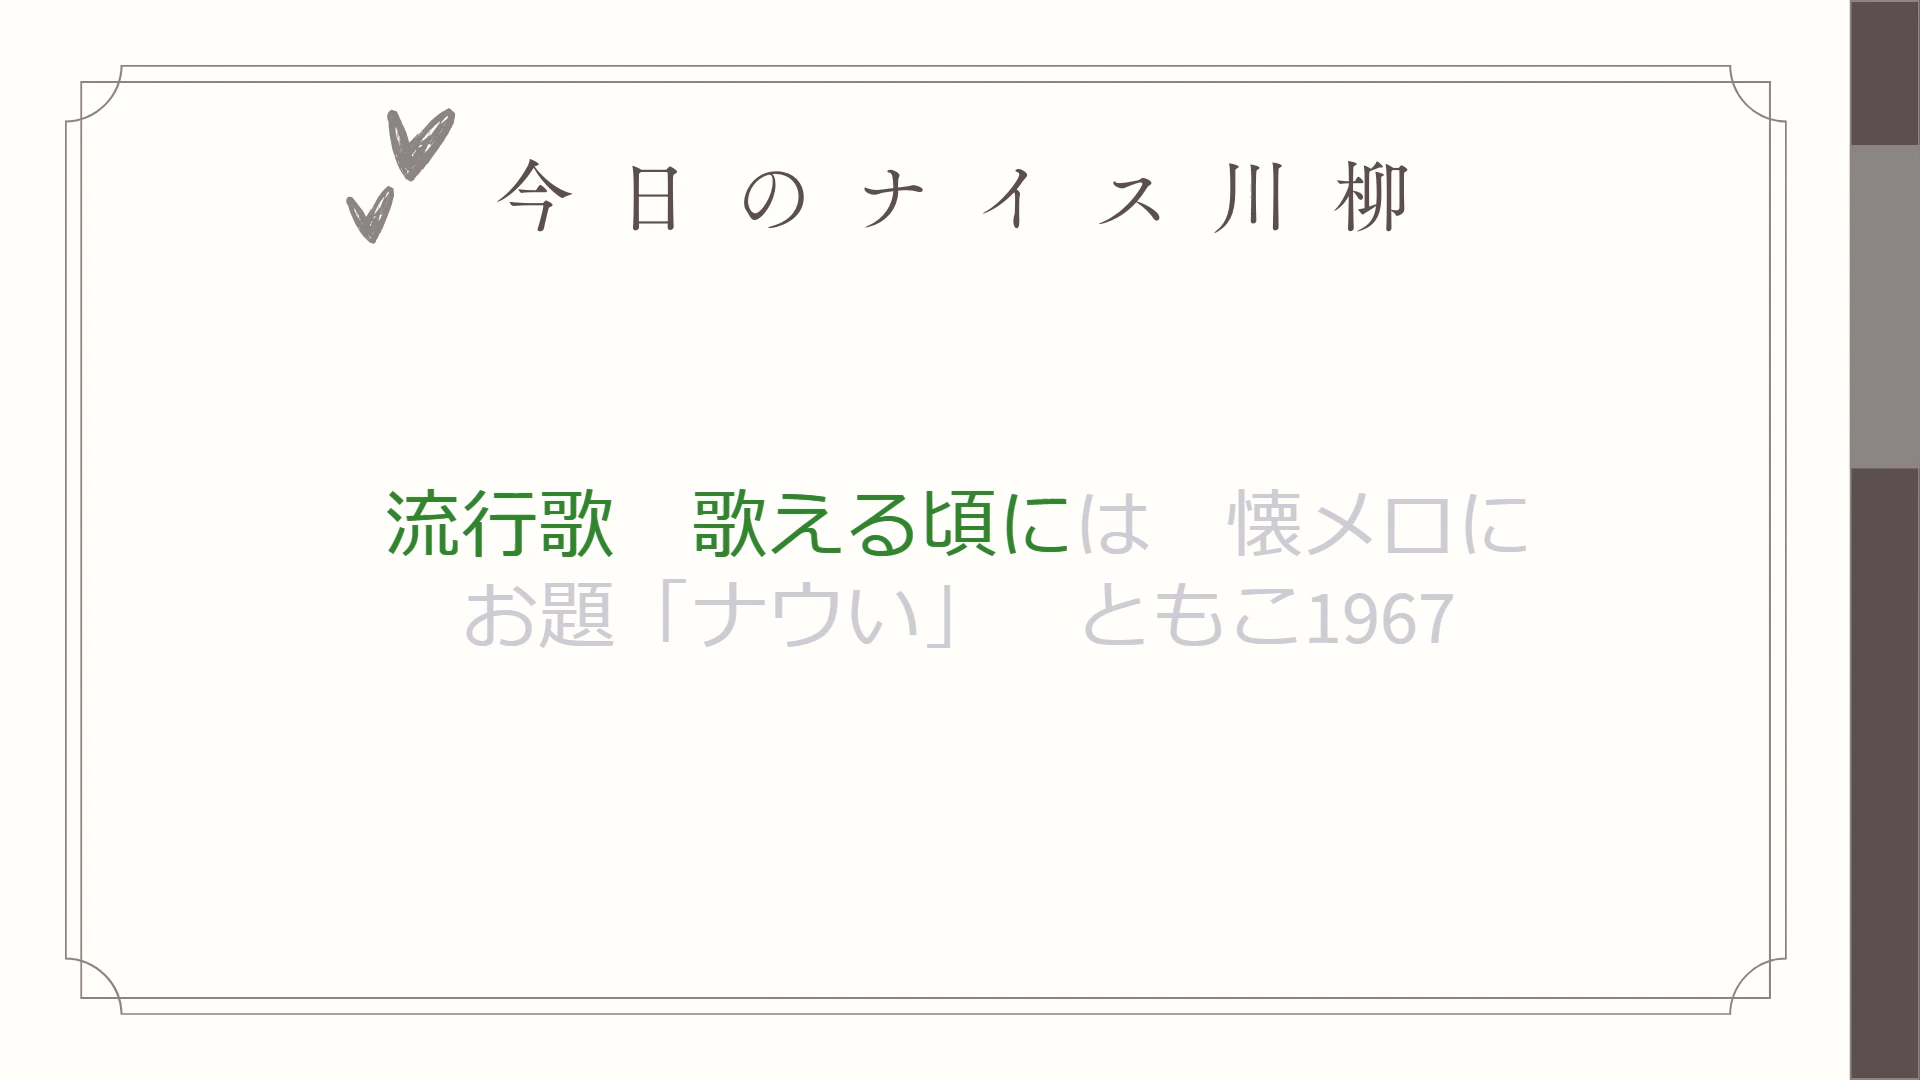 今日のナイス川柳
流行歌　歌える頃には　懐メロに
お題「ナウい」　ともこ1967